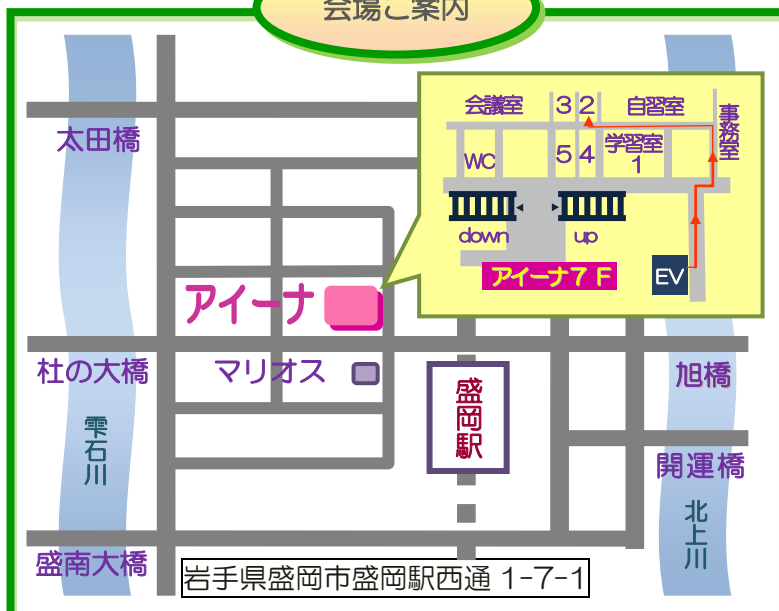 会場ご案内
太田橋
会議室
3
2
自習室
事務室
WC
5
4
学習室
1
down
up
アイーナ7F
EV
アイーナ
杜の大橋
マリオス
盛岡駅
旭橋
雫石川
開運橋
北上川
盛南大橋
岩手県盛岡市盛岡駅西通 1-7-1